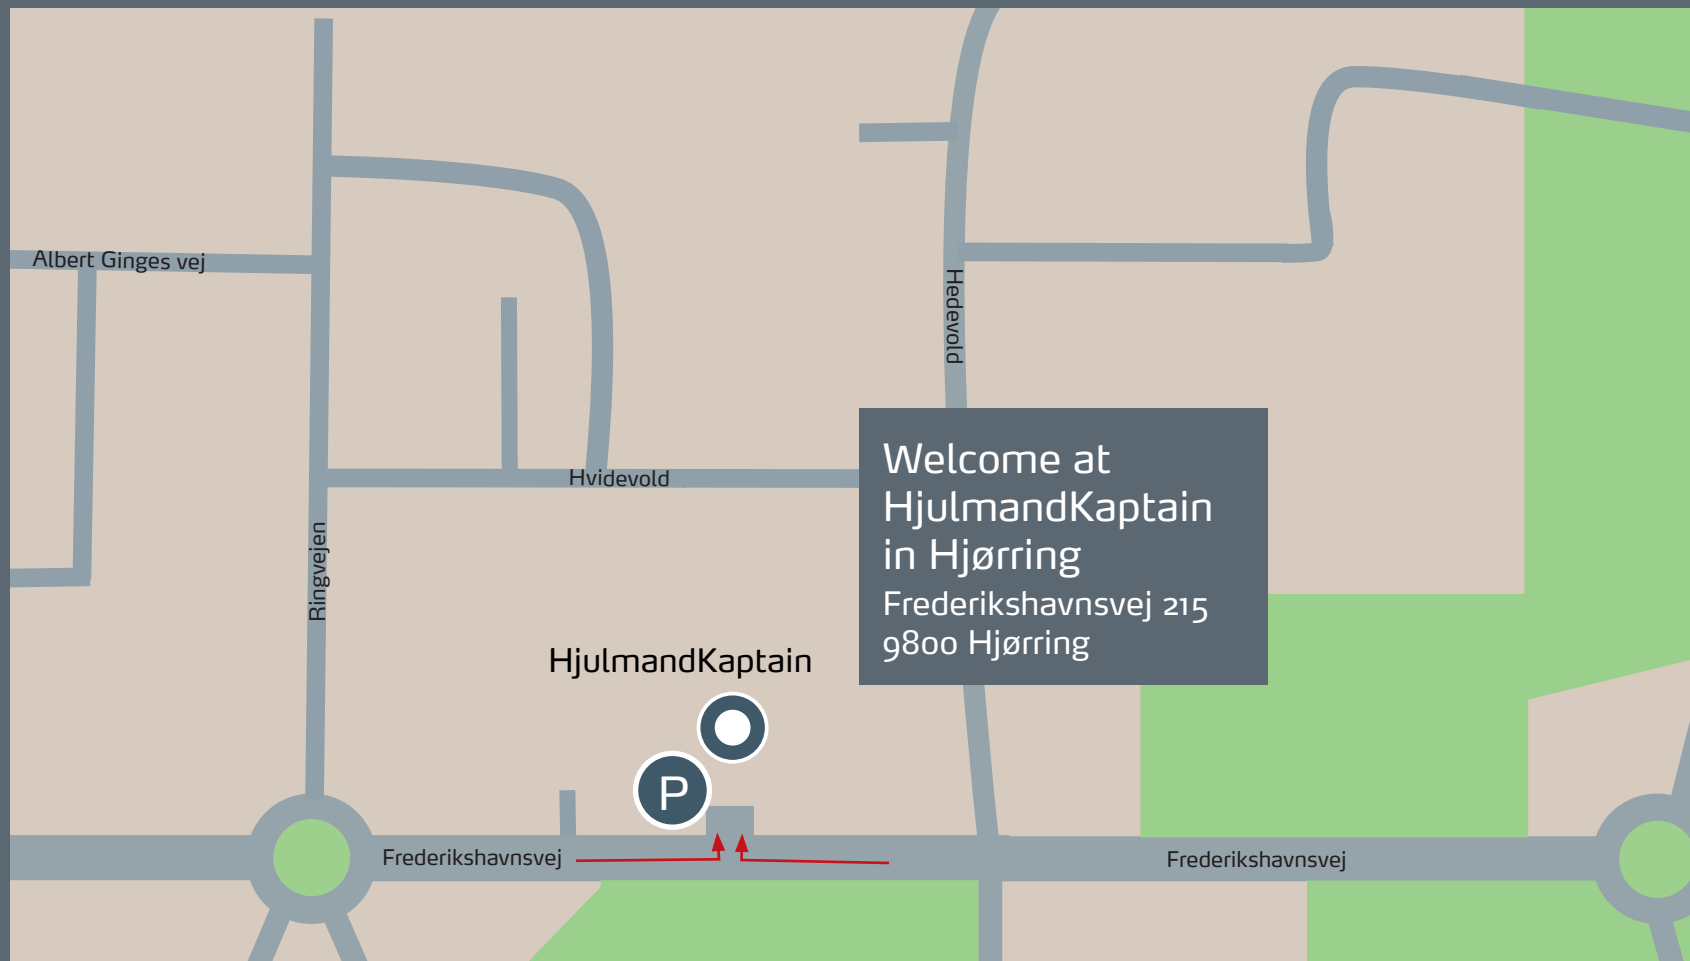 Albert Ginges vej
Hedevold
Hvidevold
Ringvejen
Welcome at
HjulmandKaptain
in Hjørring
Frederikshavnsvej 215
9800 Hjørring
HjulmandKaptain
P
Frederikshavnsvej
Frederikshavnsvej